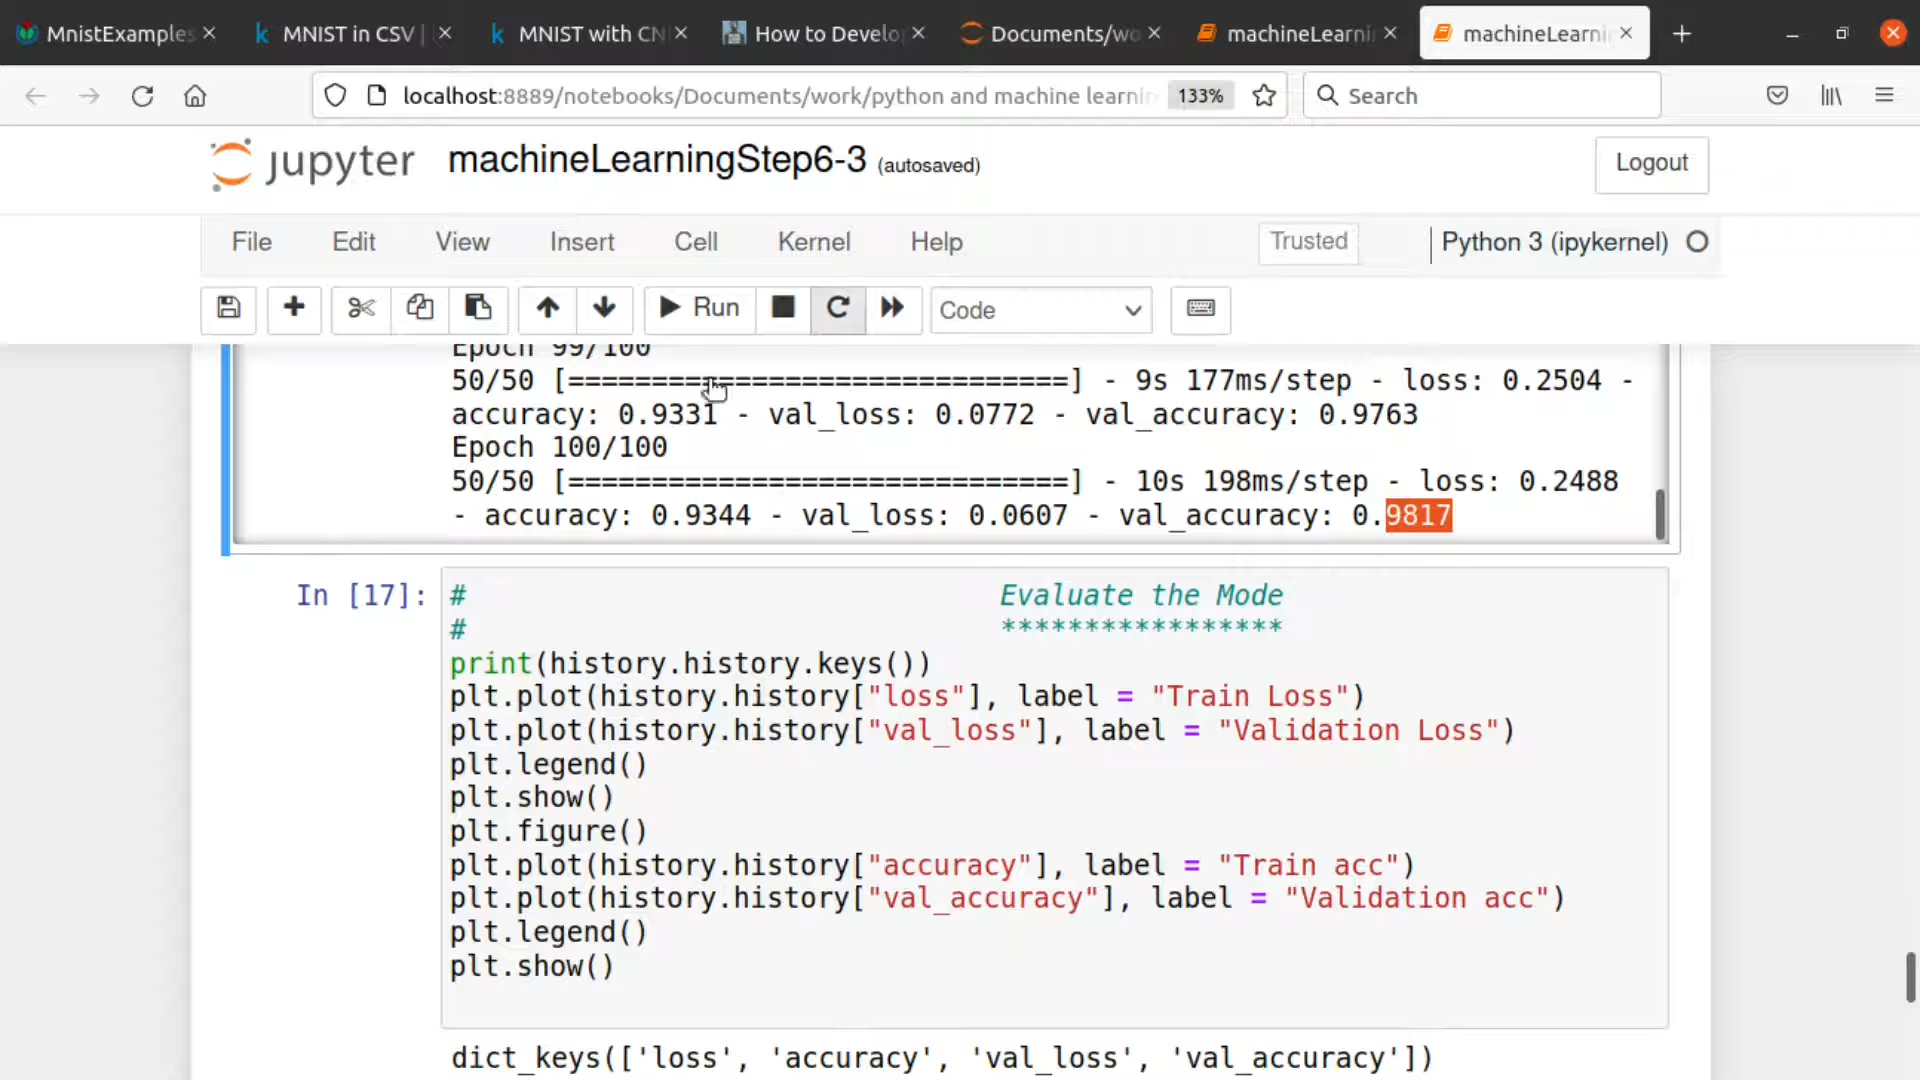 MnistExamples
MNIST in CSV |
MNIST with CN
How to Develo
Documents/wo
machineLearni
machineLearni
localhost:8889/notebooks/Documents/work/python and machine learnin
133%
Search
jupyter
machineLearningStep6-3 (autosaved)
Logout
File Edit View Insert Cell Kernel Help
Trusted
Python 3 (ipykernel)
Run
Code
Epoch 99/100
50/50 [==============================] - 9s 177ms/step - loss: 0.2504 -
accuracy: 0.9331 - val_loss: 0.0772 - val_accuracy: 0.9763
Epoch 100/100
50/50 [==============================] - 10s 198ms/step - loss: 0.2488
- accuracy: 0.9344 - val_loss: 0.0607 - val_accuracy: 0.9817
In [17]:
# Evaluate the Mode
# *****************
print(history.history.keys())
plt.plot(history.history["loss"], label = "Train Loss")
plt.plot(history.history["val_loss"], label = "Validation Loss")
plt.legend()
plt.show()
plt.figure()
plt.plot(history.history["accuracy"], label = "Train acc")
plt.plot(history.history["val_accuracy"], label = "Validation acc")
plt.legend()
plt.show()
dict_keys(['loss', 'accuracy', 'val_loss', 'val_accuracy'])